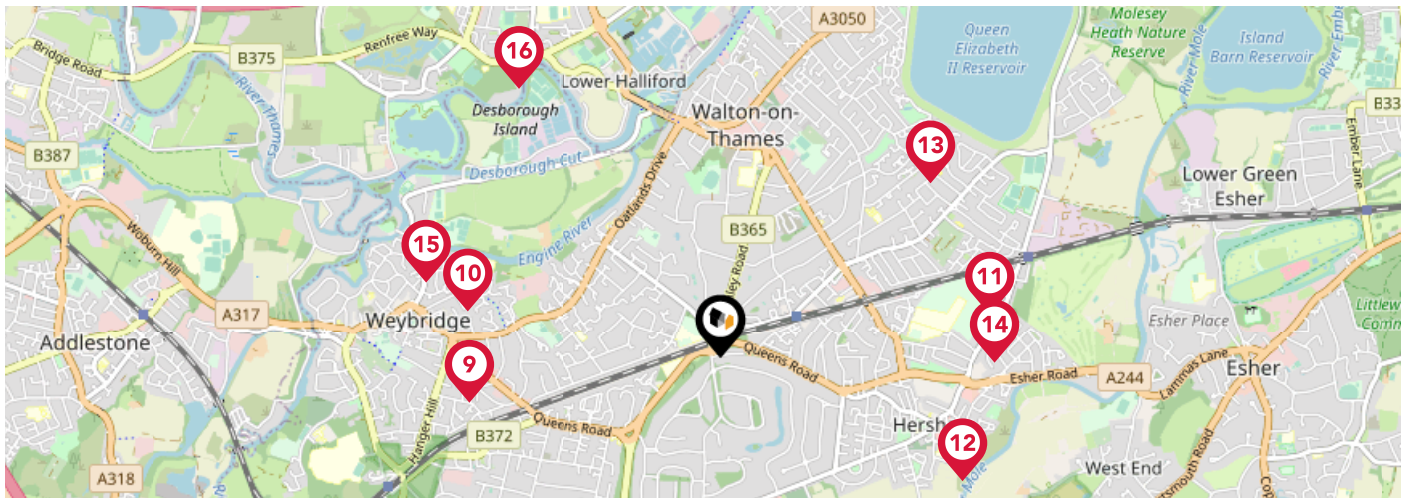 A3050
Molesey
Heath Nature
Reserve
Queen
Elizabeth
II Reservoir
Island
Barn Reservoir
River Mole
Bridge Road
B375
Renfree Way
16
Lower Halliford
Desborough
Island
Walton-on-
Thames
River Thames
B387
Desborough Cut
13
Ember Lane
Lower Green
Esher
Oatlands Drive
B365
Woburn Hill
15
10
Engine River
11
A317
Weybridge
14
Esher Place
Addlestone
9
Queens Road
Esher Road
A244
Lammas Lane
Esher
Hanger Hill
B372
Queens Road
12
Mole
West End
A318